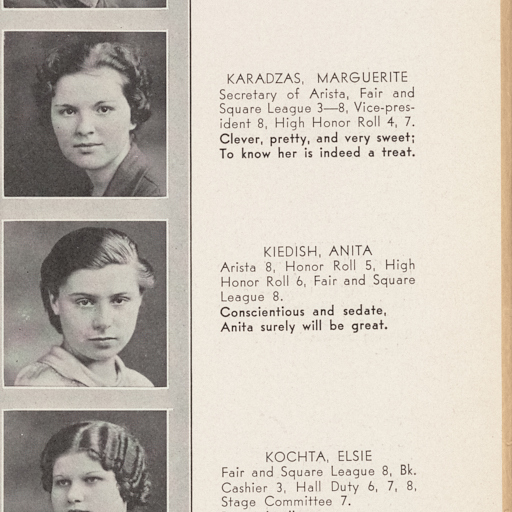 KARADZAS, MARGUERITE
Secretary of Arista, Fair and
Square League 3—8, Vice-pres-
ident 8, High Honor Roll 4, 7.
Clever, pretty, and very sweet;
To know her is indeed a treat.
KIEDISH, ANITA
Arista 8, Honor Roll 5, High
Honor Roll 6, Fair and Square
League 8.
Conscientious and sedate,
Anita surely will be great.
KOCHTA, ELSIE
Fair and Square League 8, Bk.
Cashier 3, Hall Duty 6, 7, 8,
Stage Committee 7.